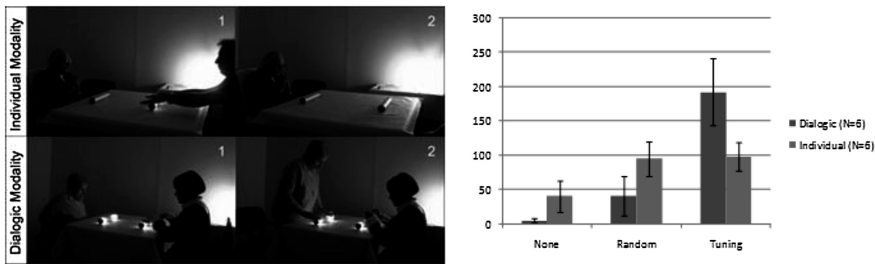 Individual Modality
1
2
Dialogic Modality
1
2
300
250
200
150
100
50
0
None
Random
Tuning
Dialogic (N=6)
Individual (N=6)